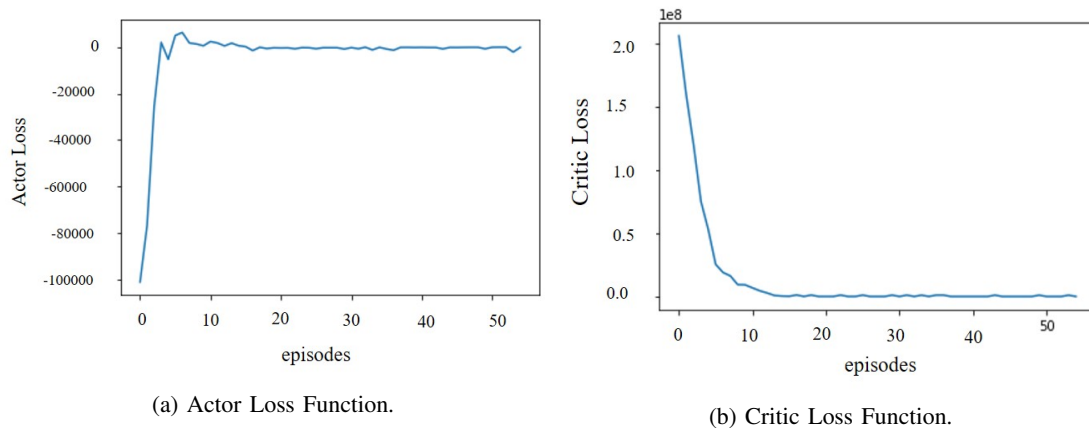 0
-20000
-40000
-60000
-80000
-100000
Actor Loss
0 10 20 30 40 50
episodes
(a) Actor Loss Function.
1e8
2.0
1.5
1.0
0.5
0.0
Critic Loss
0 10 20 30 40 50
episodes
(b) Critic Loss Function.